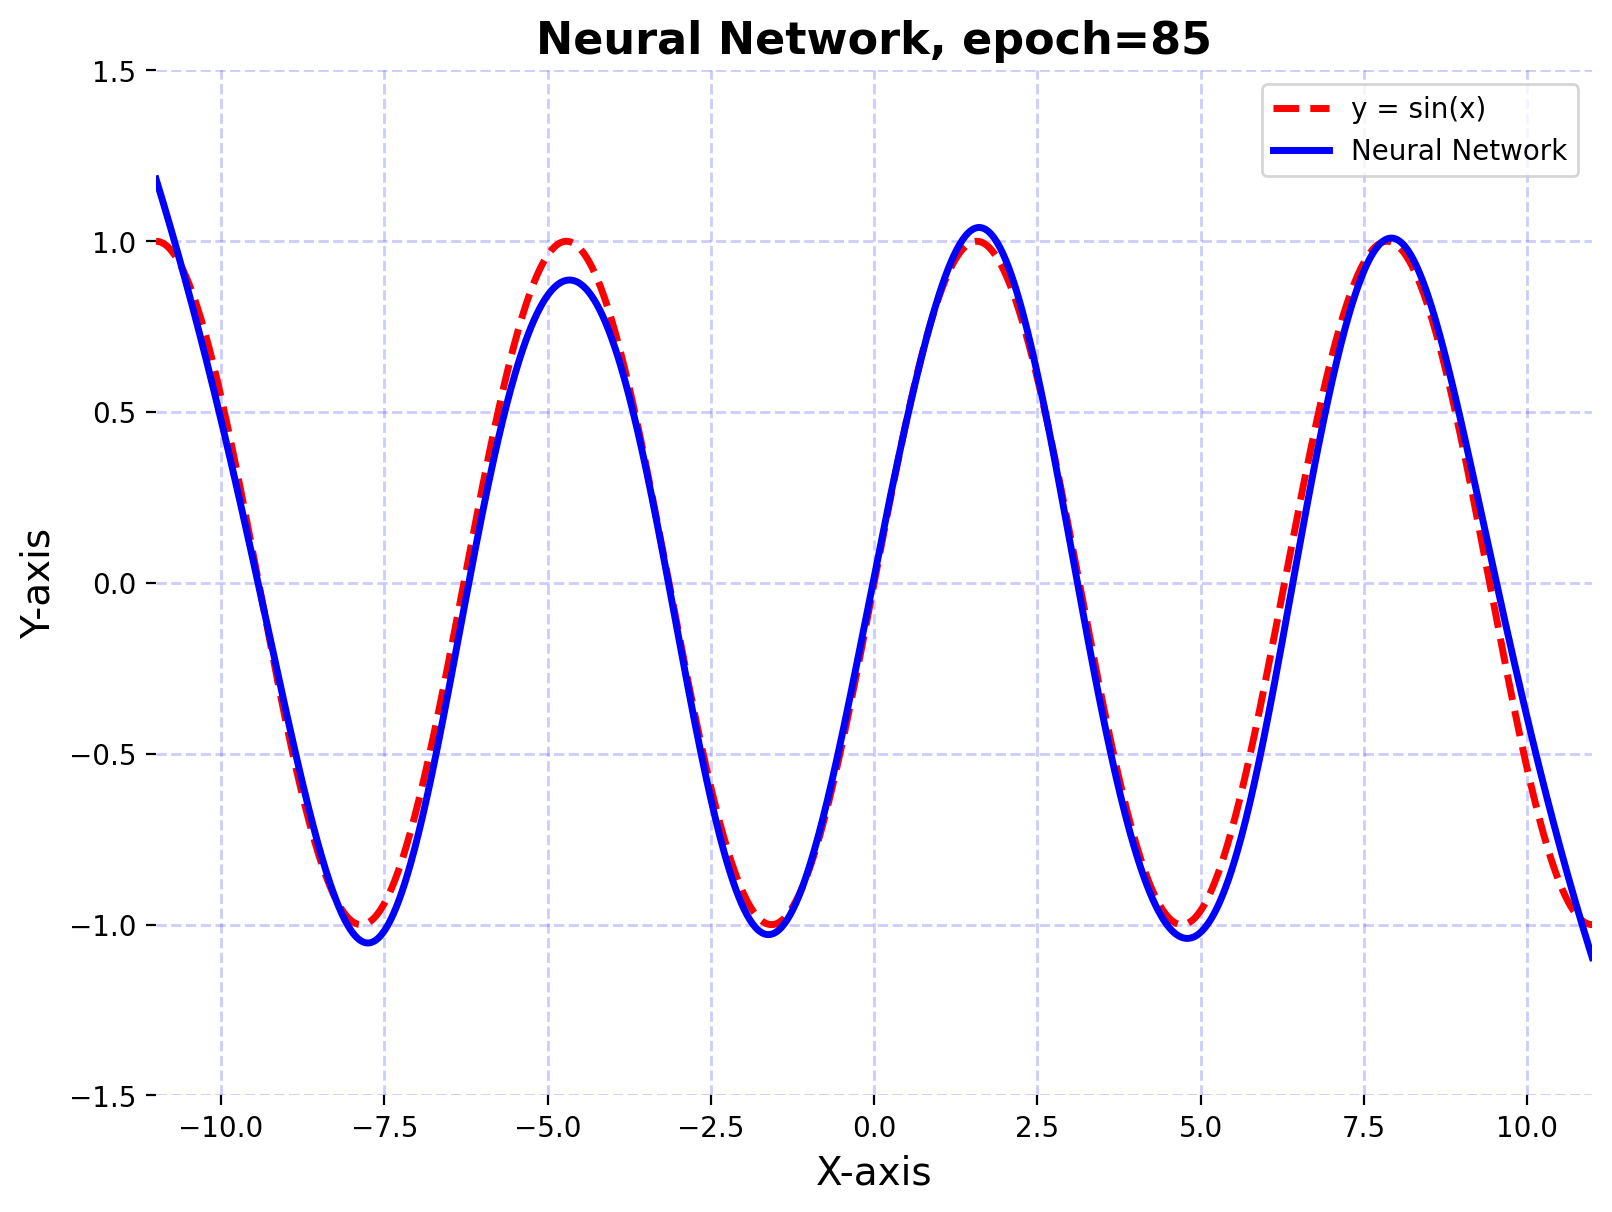 Neural Network, epoch=85
1.5
1.0
0.5
0.0
−0.5
−1.0
−1.5
Y-axis
y = sin(x)
Neural Network
−10.0 −7.5 −5.0 −2.5 0.0 2.5 5.0 7.5 10.0
X-axis